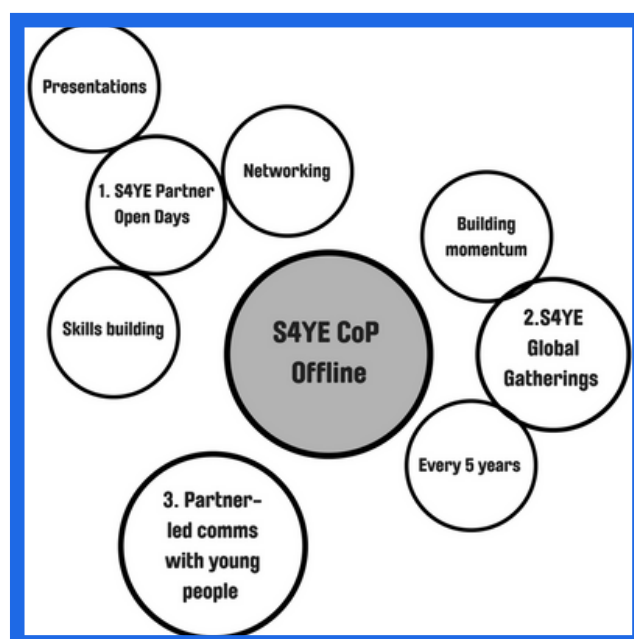 Presentations
1. S4YE Partner
Open Days
Networking
Skills building
S4YE CoP
Offline
Building
momentum
2.S4YE
Global
Gatherings
Every 5 years
3. Partner-
led comms
with young
people